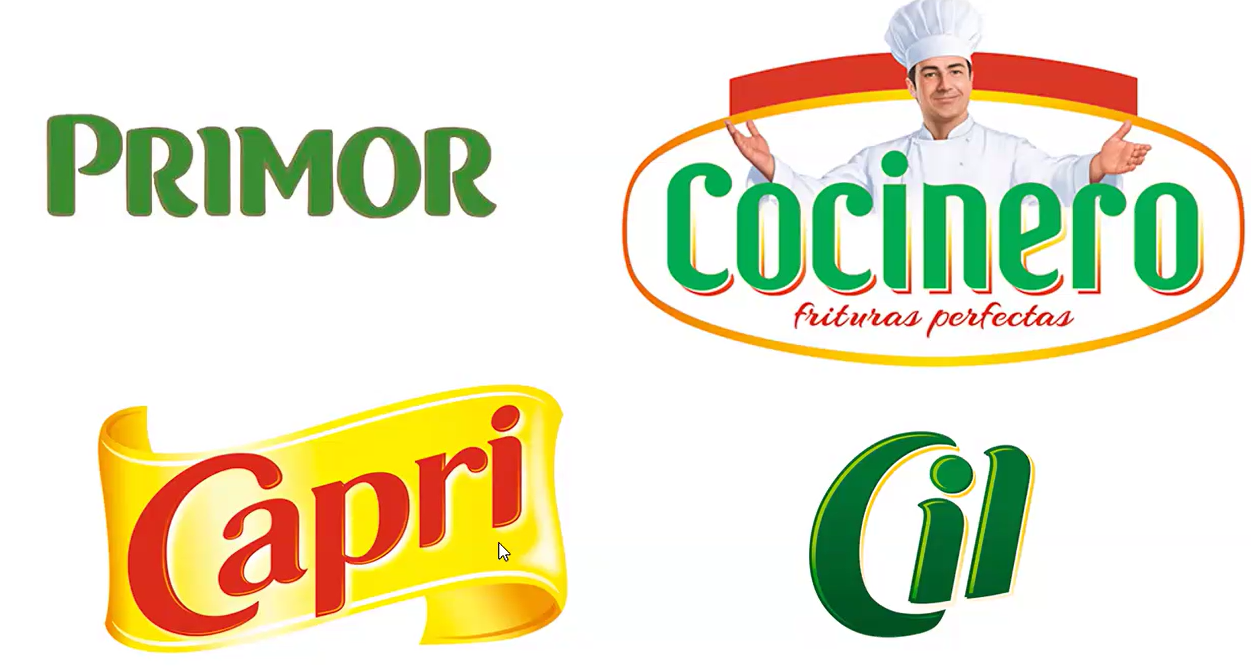 PRIMOR
Cocinero
frituras perfectas
Capri
Cil